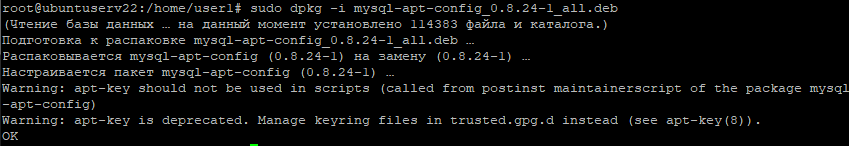 root@ubuntuserv22:/home/user1# sudo dpkg -i mysql-apt-config_0.8.24-1_all.deb
(Чтение базы данных … на данный момент установлено 114383 файла и каталога.)
Подготовка к распаковке mysql-apt-config_0.8.24-1_all.deb …
Распаковывается mysql-apt-config (0.8.24-1) на замену (0.8.24-1) …
Настраивается пакет mysql-apt-config (0.8.24-1) …
Warning: apt-key should not be used in scripts (called from postinst maintainerscript of the package mysql
-apt-config)
Warning: apt-key is deprecated. Manage keyring files in trusted.gpg.d instead (see apt-key(8)).
OK